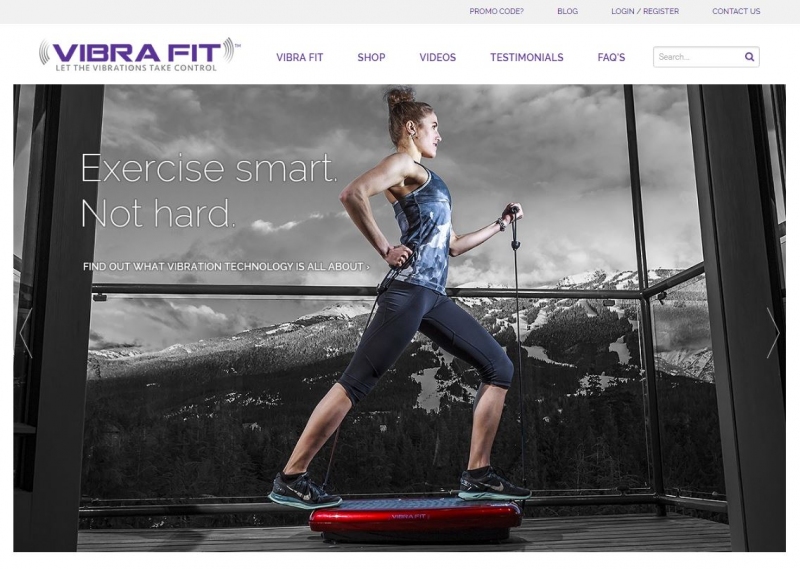 PROMO CODE?
BLOG
LOGIN / REGISTER
CONTACT US
VIBRA FIT™
LET THE VIBRATIONS TAKE CONTROL
VIBRA FIT
SHOP
VIDEOS
TESTIMONIALS
FAQ'S
Search...
Exercise smart.
Not hard.
FIND OUT WHAT VIBRATION TECHNOLOGY IS ALL ABOUT ›
VIBRA FIT